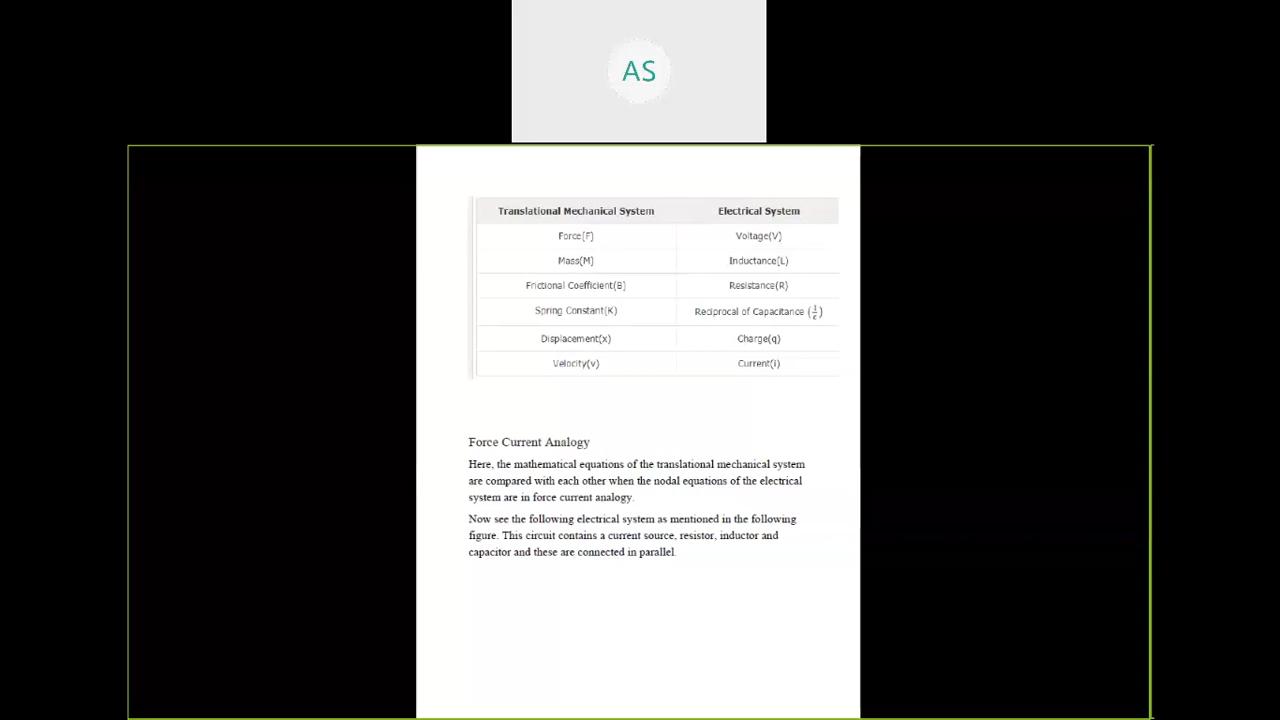 AS
Translational Mechanical System Electrical System
Force(F) Voltage(V)
Mass(M) Inductance(L)
Frictional Coefficient(B) Resistance(R)
Spring Constant(K) Reciprocal of Capacitance (1/c)
Displacement(x) Charge(q)
Velocity(v) Current(i)
Force Current Analogy
Here, the mathematical equations of the translational mechanical system
are compared with each other when the nodal equations of the electrical
system are in force current analogy.
Now see the following electrical system as mentioned in the following
figure. This circuit contains a current source, resistor, inductor and
capacitor and these are connected in parallel.